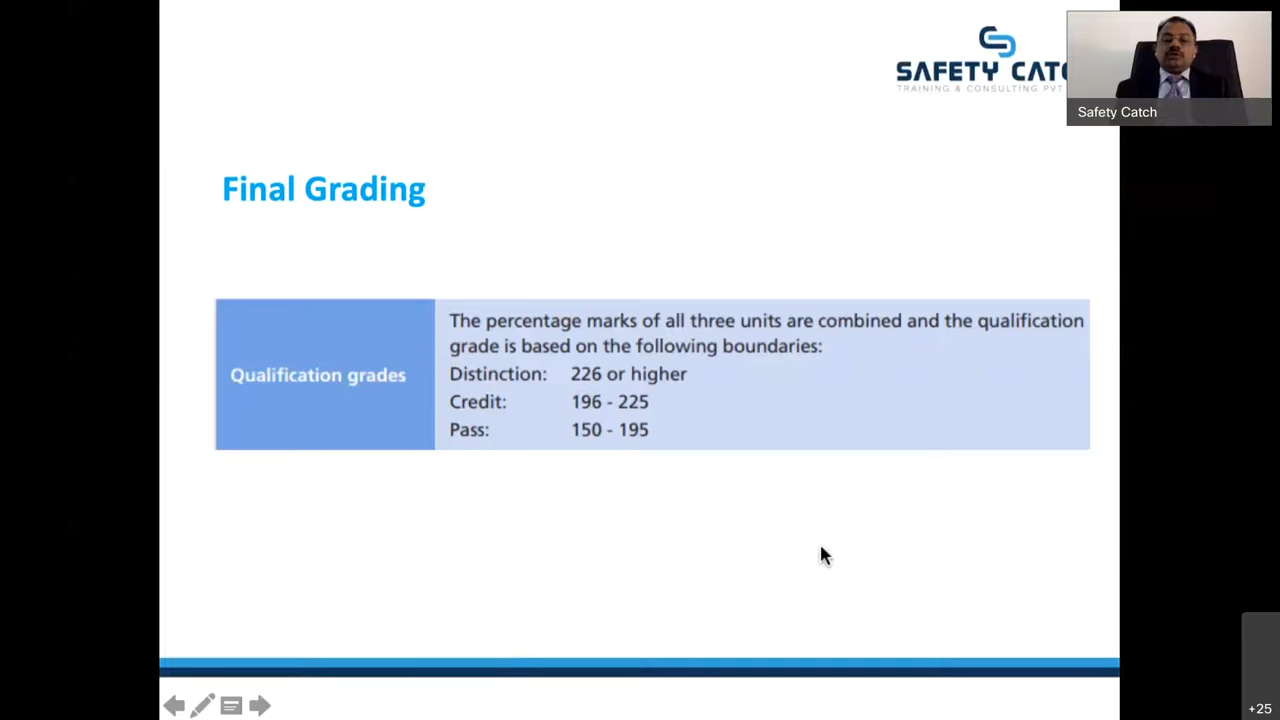 SAFETY CATC
TRAINING & CONSULTING PVT
Safety Catch
Final Grading
Qualification grades
The percentage marks of all three units are combined and the qualification
grade is based on the following boundaries:
Distinction: 226 or higher
Credit: 196 - 225
Pass: 150 - 195
+25